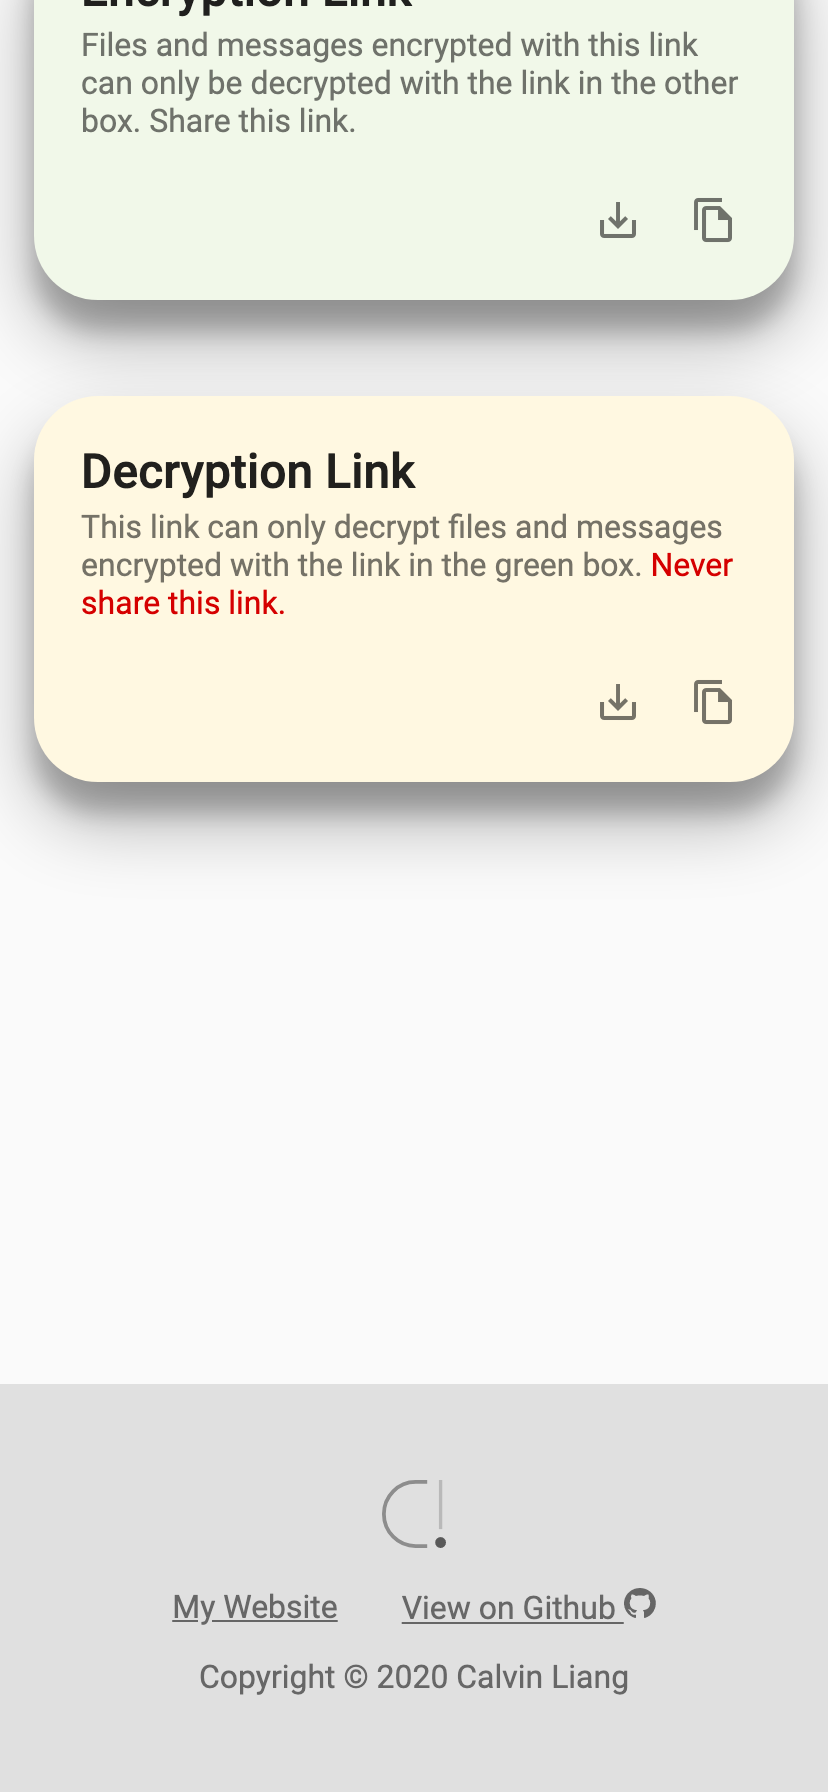 Encryption Link
Files and messages encrypted with this link
can only be decrypted with the link in the other
box. Share this link.
Decryption Link
This link can only decrypt files and messages
encrypted with the link in the green box. Never
share this link.
C!
My Website View on Github
Copyright © 2020 Calvin Liang